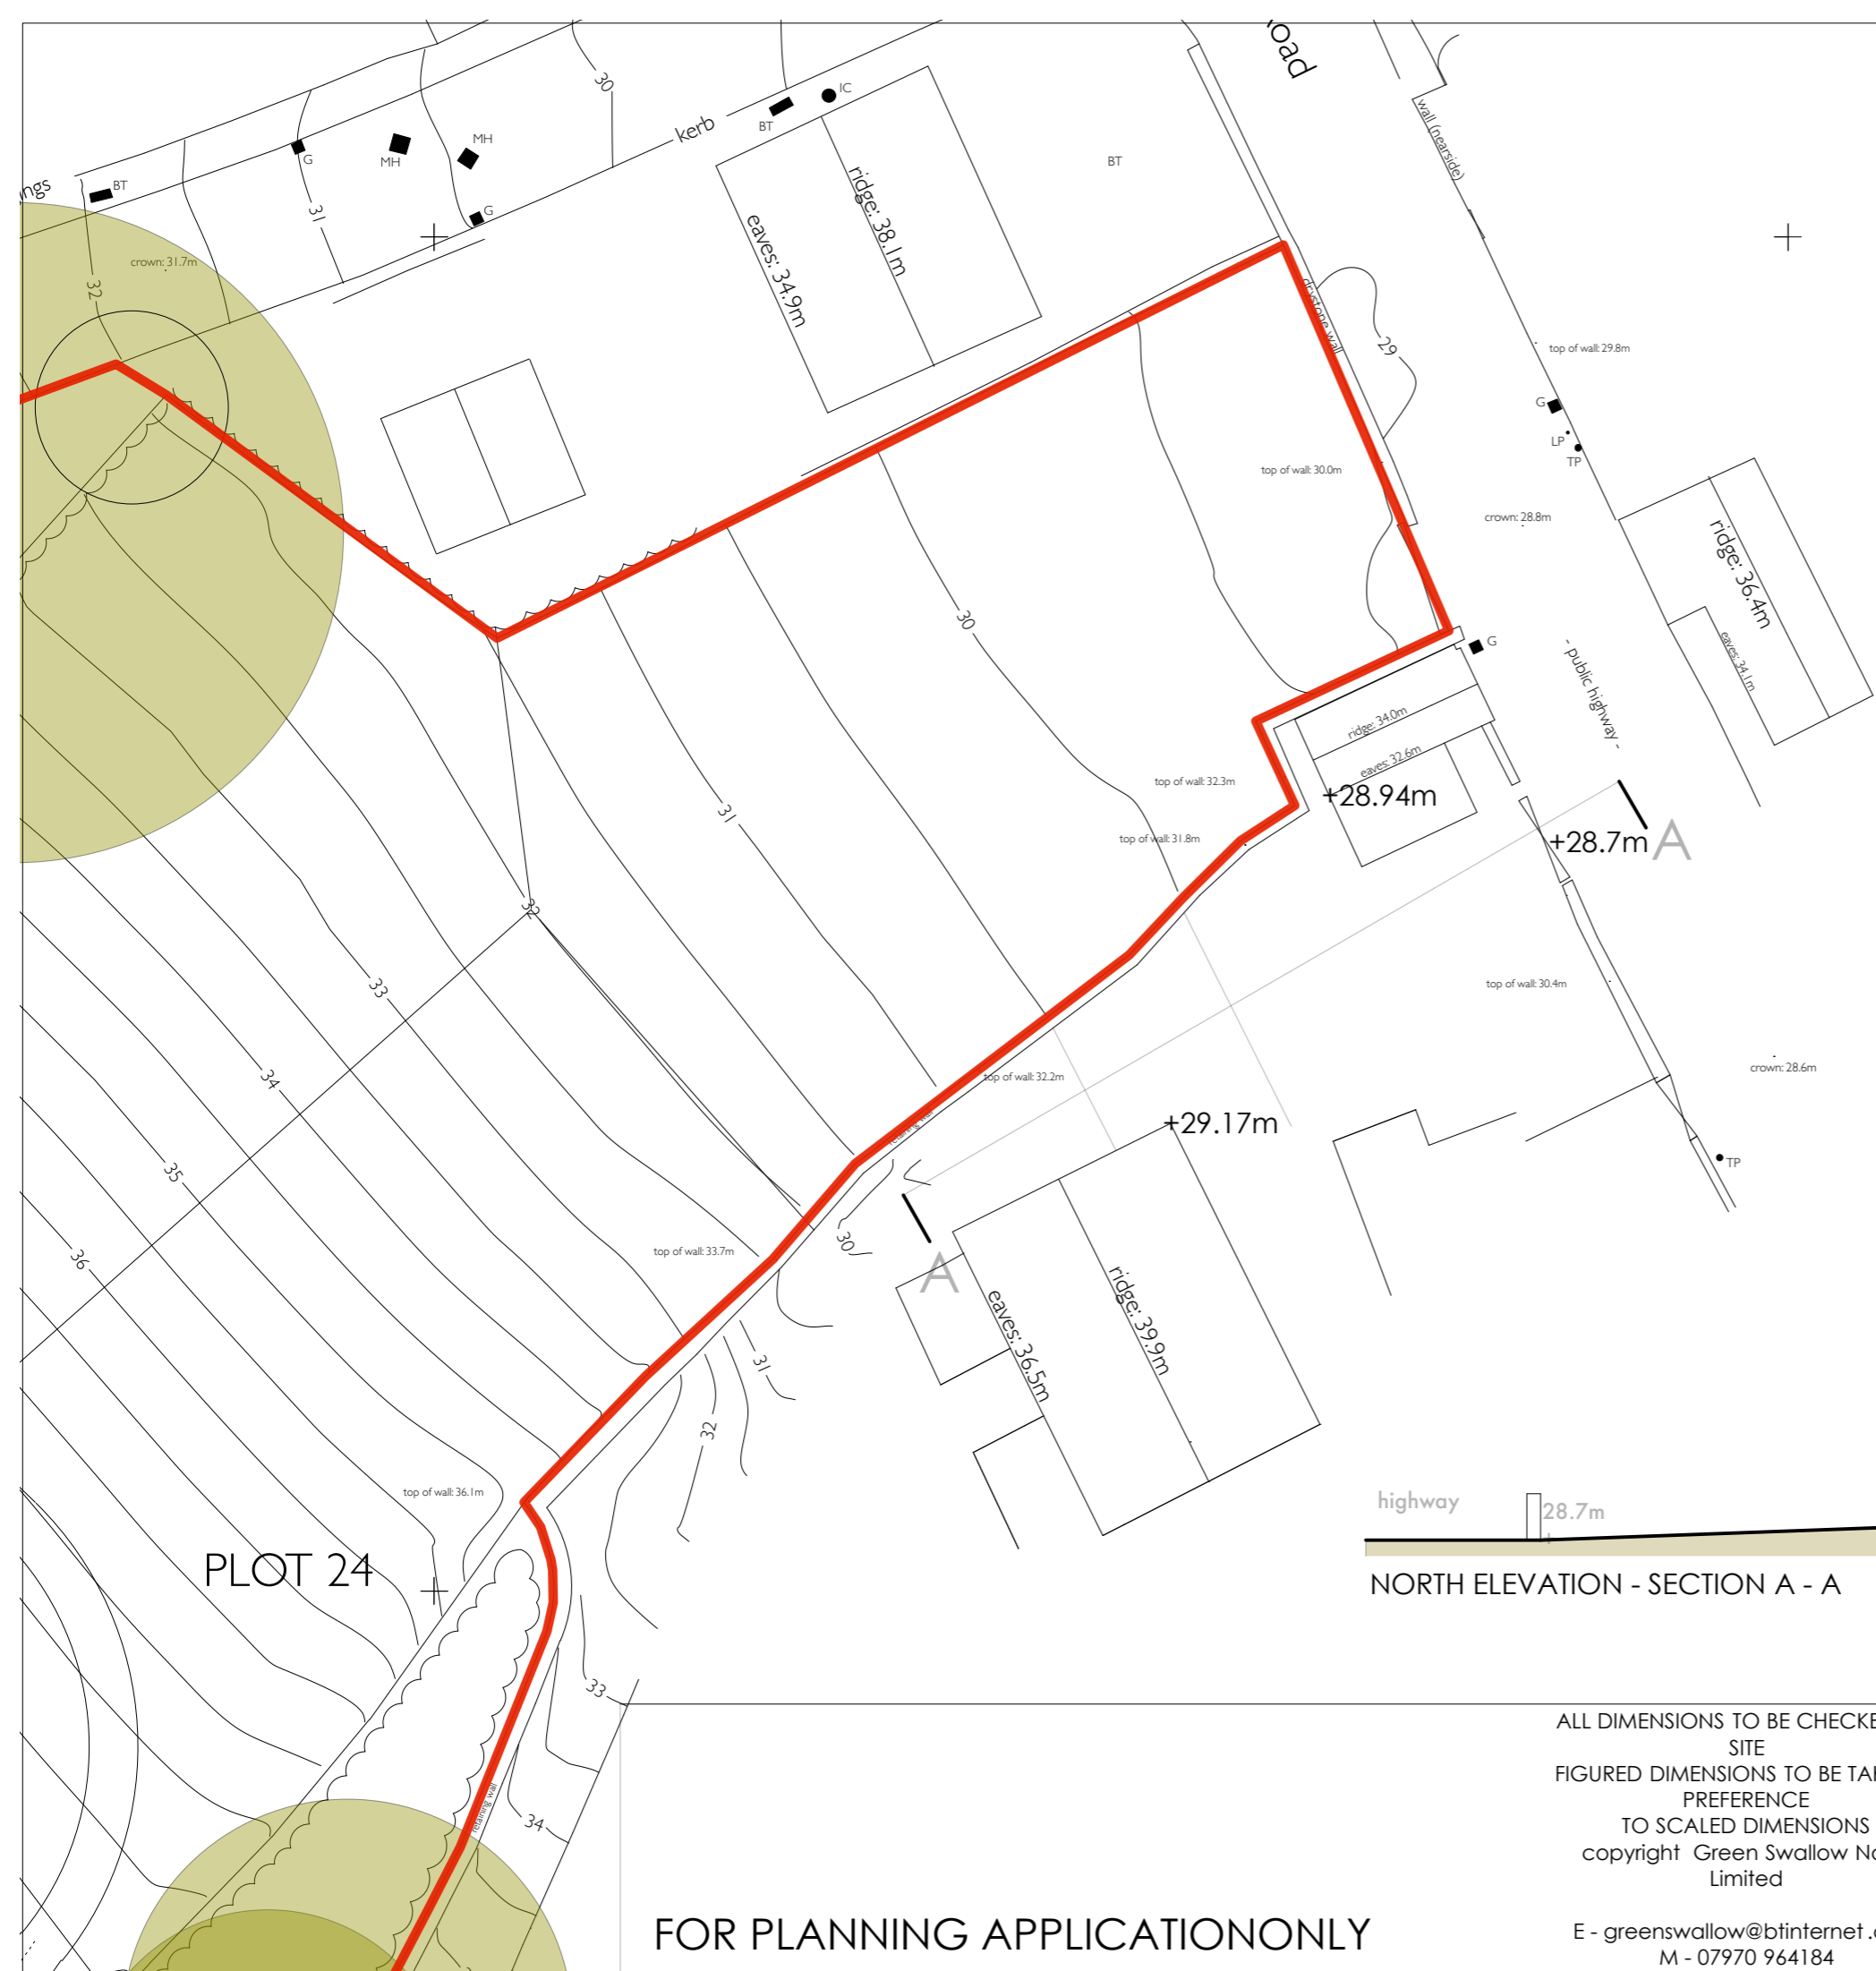 oad
30
IC
BT
kerb
MH
MH
G
BT
ings
31
G
crown: 31.7m
32
ridge: 38.1m
eaves: 34.9m
BT
wall (nearside)
drystone wall
29
top of wall: 29.8m
G
LP
TP
top of wall: 30.0m
crown: 28.8m
ridge: 36.4m
eaves: 34.1m
30
G
- public highway -
ridge: 34.0m
eaves: 32.6m
top of wall: 32.3m
+28.94m
31
top of wall: 31.8m
+28.7m
A
32
33
top of wall: 30.4m
34
top of wall: 32.2m
crown: 28.6m
+29.17m
35
TP
36
top of wall: 33.7m
30
A
ridge: 39.9m
eaves: 36.5m
31
32
top of wall: 36.1m
highway
28.7m
PLOT 24
NORTH ELEVATION - SECTION A - A
33
retaining wall
34
ALL DIMENSIONS TO BE CHECKE
SITE
FIGURED DIMENSIONS TO BE TA
PREFERENCE
TO SCALED DIMENSIONS
copyright Green Swallow No
Limited
FOR PLANNING APPLICATIONONLY
E - greenswallow@btinternet.c
M - 07970 964184